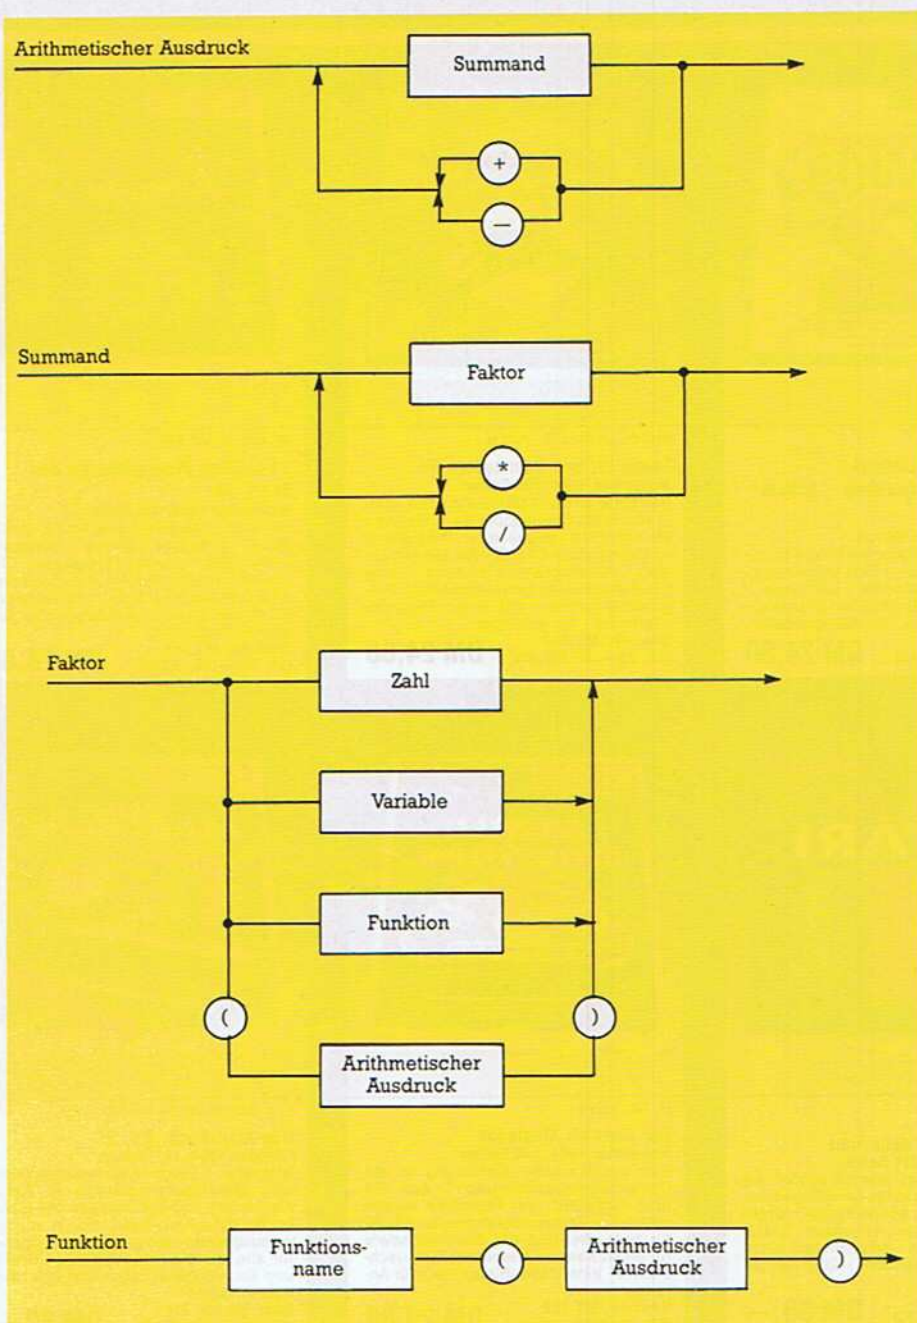 Arithmetischer Ausdruck
Summand
+
—
Summand
Faktor
*
/
Faktor
Zahl
Variable
Funktion
(
)
Arithmetischer
Ausdruck
Funktion
Funktions-
name
(
Arithmetischer
Ausdruck
)